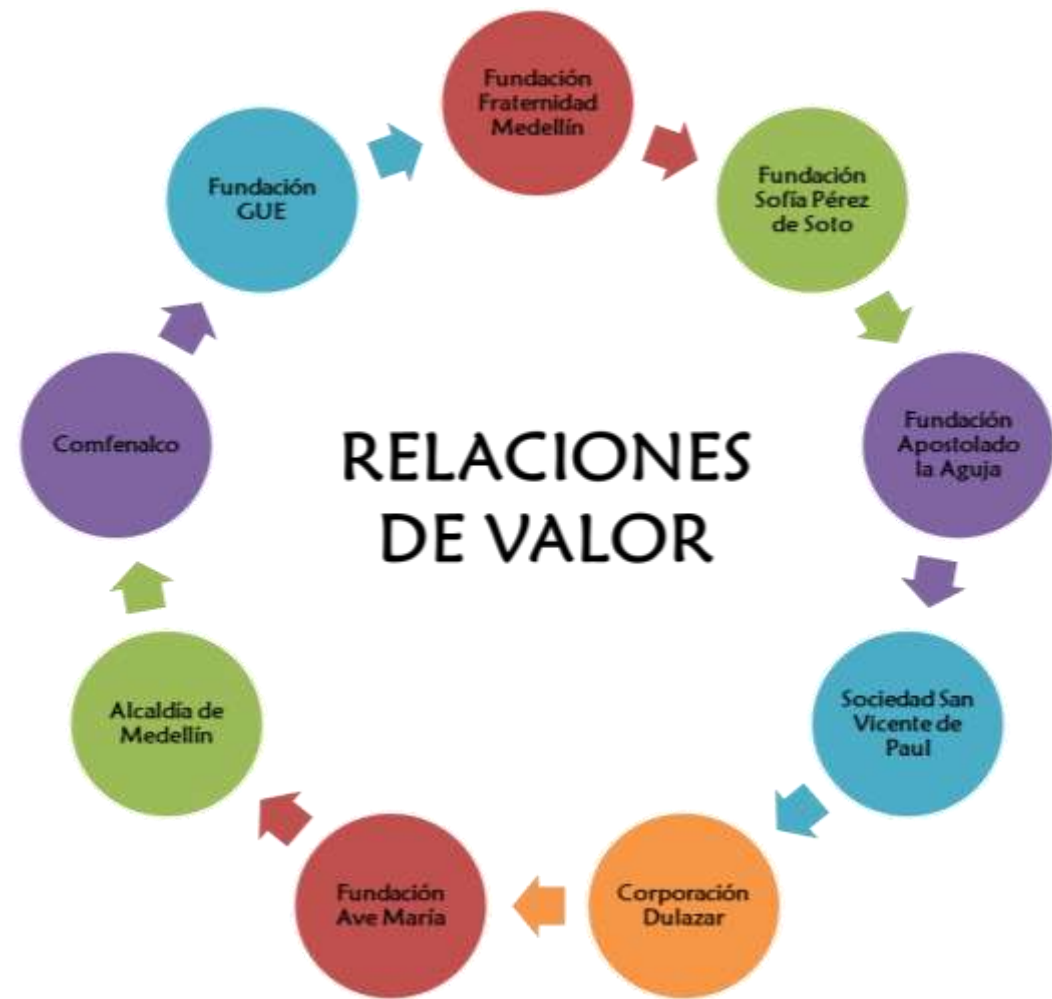 Fundación
Fraternidad
Medellín
Fundación
Sofía Pérez
de Soto
Fundación
Apostolado
la Aguja
Sociedad San
Vicente de
Paul
Corporación
Dulazar
Fundación
Ave María
Alcaldía de
Medellín
Comfenalco
Fundación
GUE
RELACIONES
DE VALOR